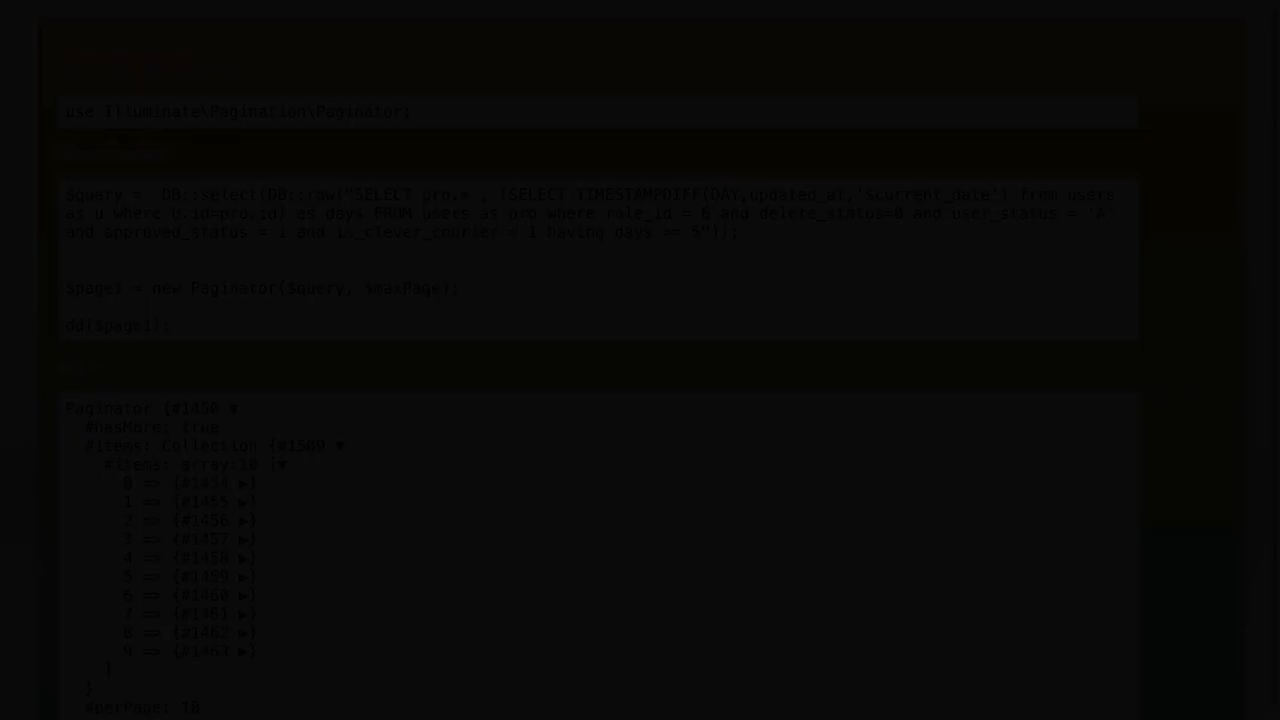 use Illuminate\Pagination\Paginator;
$query =  DB::select(DB::raw("SELECT pro.* , (SELECT TIMESTAMPDIFF(DAY,updated_at,'$current_date') from users
as u where u.id=pro.id) as days FROM users as pro where role_id = 6 and delete_status=0 and user_status = 'A'
and approved_status = 1 and is_clever_courier = 1 having days >= 5"));
$page1 = new Paginator($query, $maxPage);
dd($page1);
Paginator {#1450 ▼
#hasMore: true
#items: Collection {#1509 ▼
#items: array:10 [▼
0 => {#1454 ▶}
1 => {#1455 ▶}
2 => {#1456 ▶}
3 => {#1457 ▶}
4 => {#1458 ▶}
5 => {#1459 ▶}
6 => {#1460 ▶}
7 => {#1461 ▶}
8 => {#1462 ▶}
9 => {#1463 ▶}
]
}
#perPage: 10